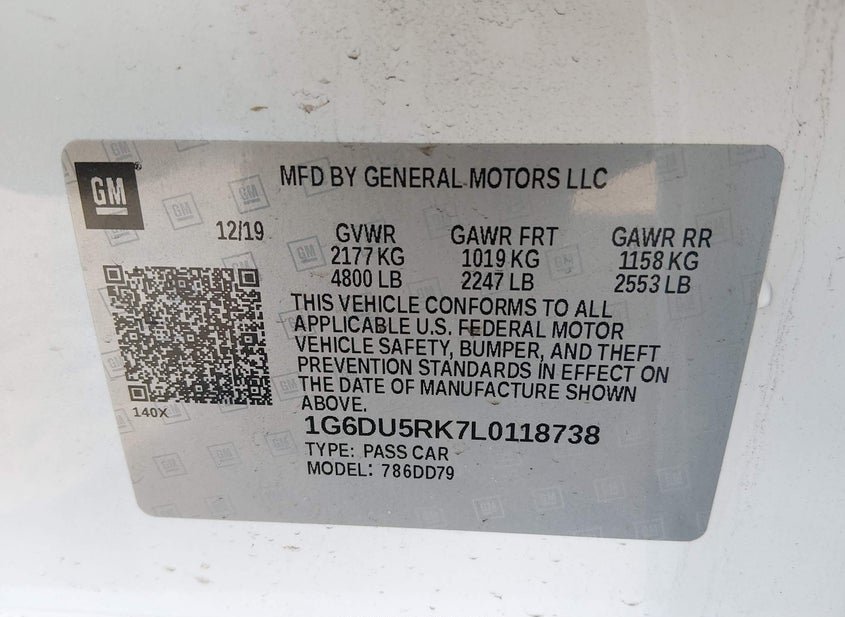 GM
MFD BY GENERAL MOTORS LLC
12/19 GVWR GAWR FRT GAWR RR
2177 KG 1019 KG 1158 KG
4800 LB 2247 LB 2553 LB
THIS VEHICLE CONFORMS TO ALL
APPLICABLE U.S. FEDERAL MOTOR
VEHICLE SAFETY, BUMPER, AND THEFT
PREVENTION STANDARDS IN EFFECT ON
THE DATE OF MANUFACTURE SHOWN
ABOVE.
140X
1G6DU5RK7L0118738
TYPE: PASS CAR
MODEL: 786DD79